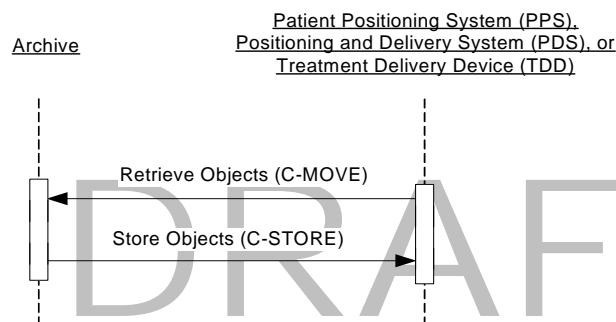 Patient Positioning System (PPS),
Archive
Positioning and Delivery System (PDS), or
Treatment Delivery Device (TDD)
Retrieve Objects (C-MOVE)
Store Objects (C-STORE)
DRAF